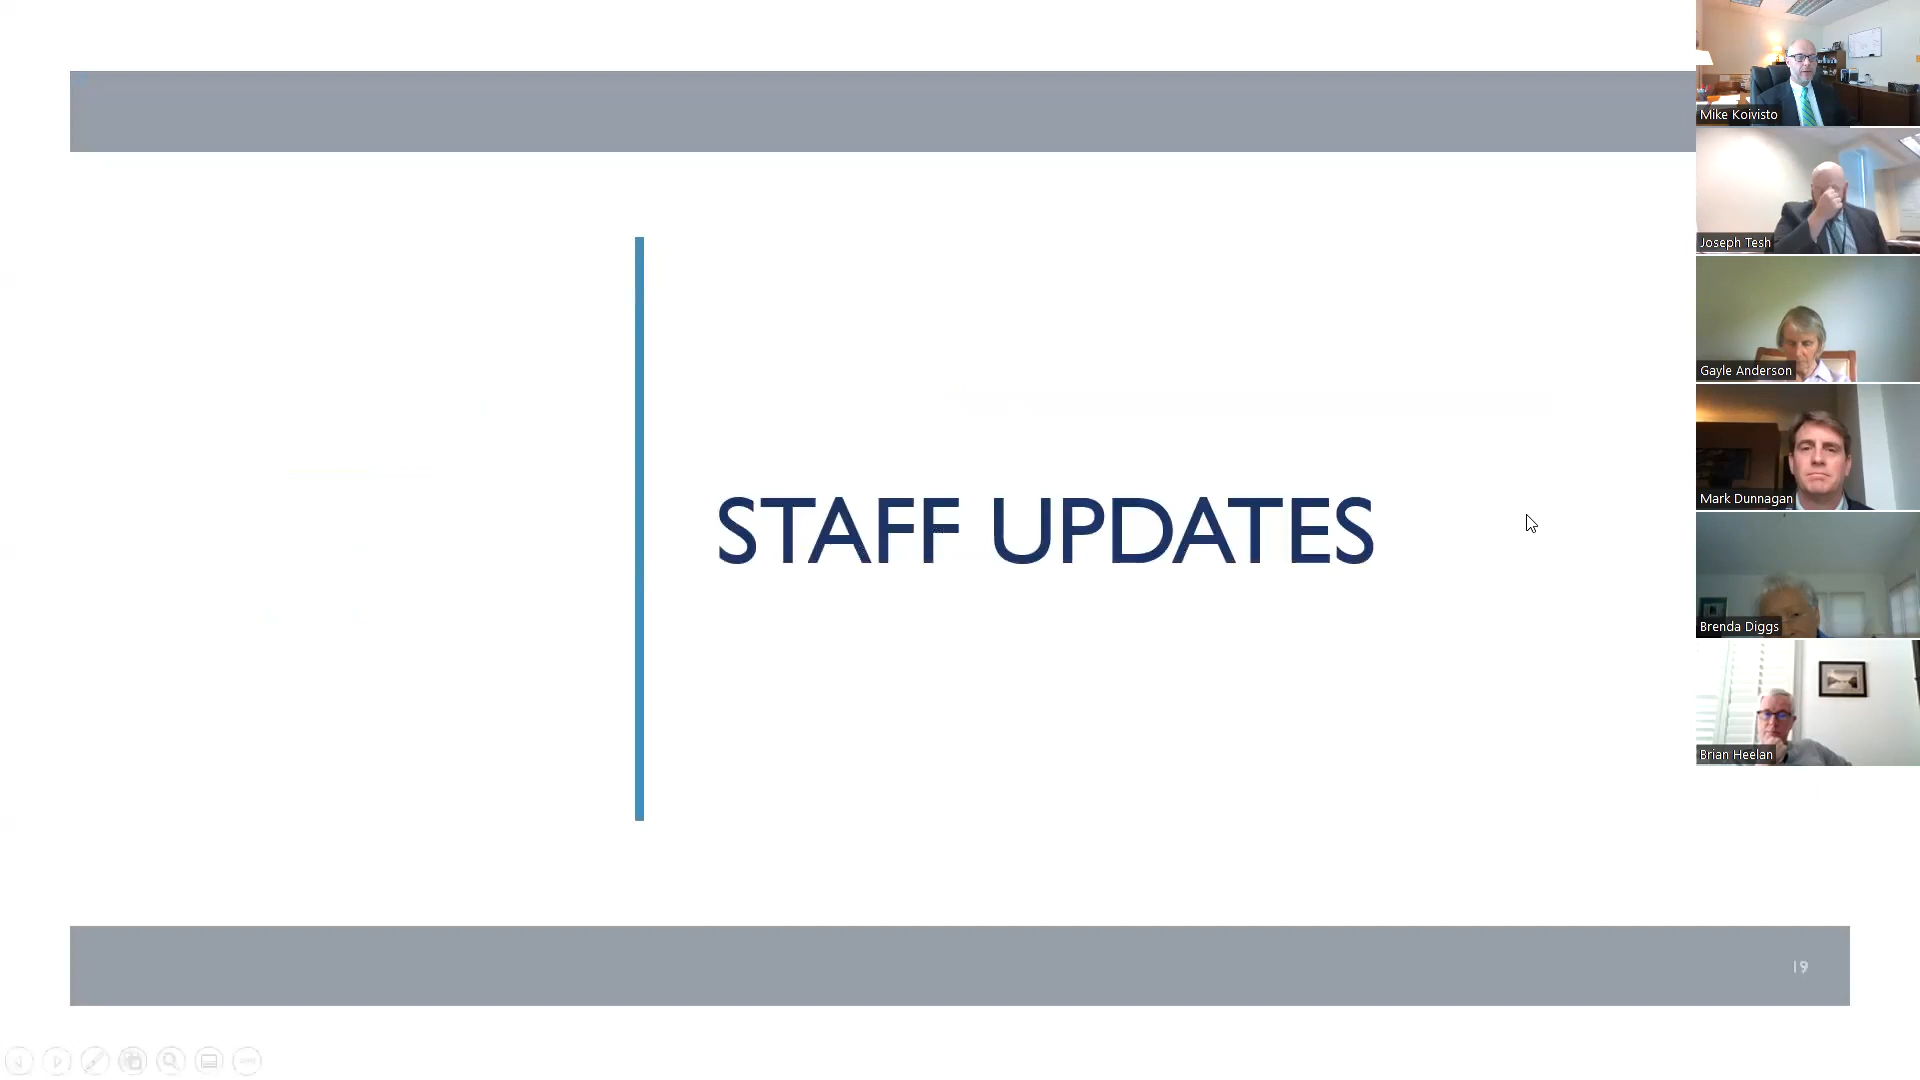 Mike Koivisto
Joseph Tesh
Gayle Anderson
Mark Dunnagan
STAFF UPDATES
Brenda Diggs
Brian Heelan
19